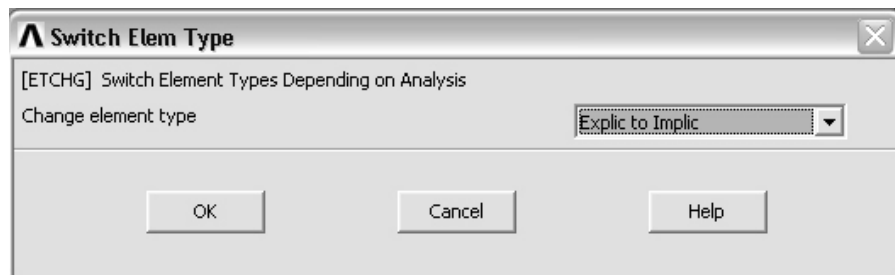 Switch Elem Type
[ETCHG] Switch Element Types Depending on Analysis
Change element type Explic to Implic
OK Cancel Help